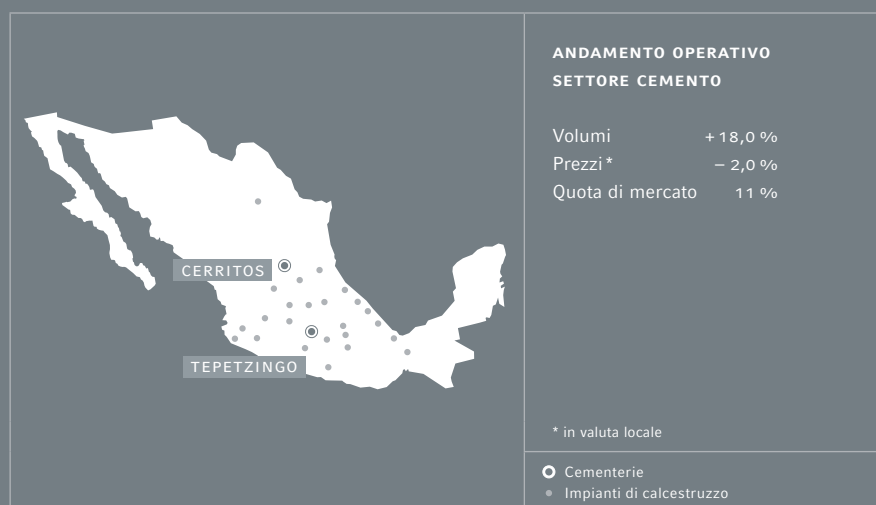 CERRITOS
TEPETZINGO
ANDAMENTO OPERATIVO
SETTORE CEMENTO
Volumi +18,0 %
Prezzi* – 2,0 %
Quota di mercato 11 %
* in valuta locale
Cementerie
Impianti di calcestruzzo